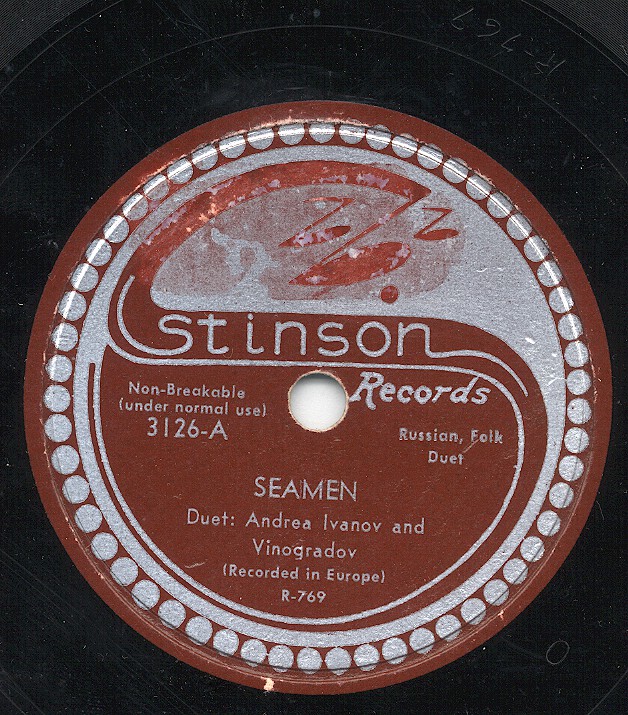 Stinson
Records
Non-Breakable
(under normal use)
3126-A
Russian, Folk
Duet
SEAMEN
Duet: Andrea Ivanov and
Vinogradov
(Recorded in Europe)
R-769